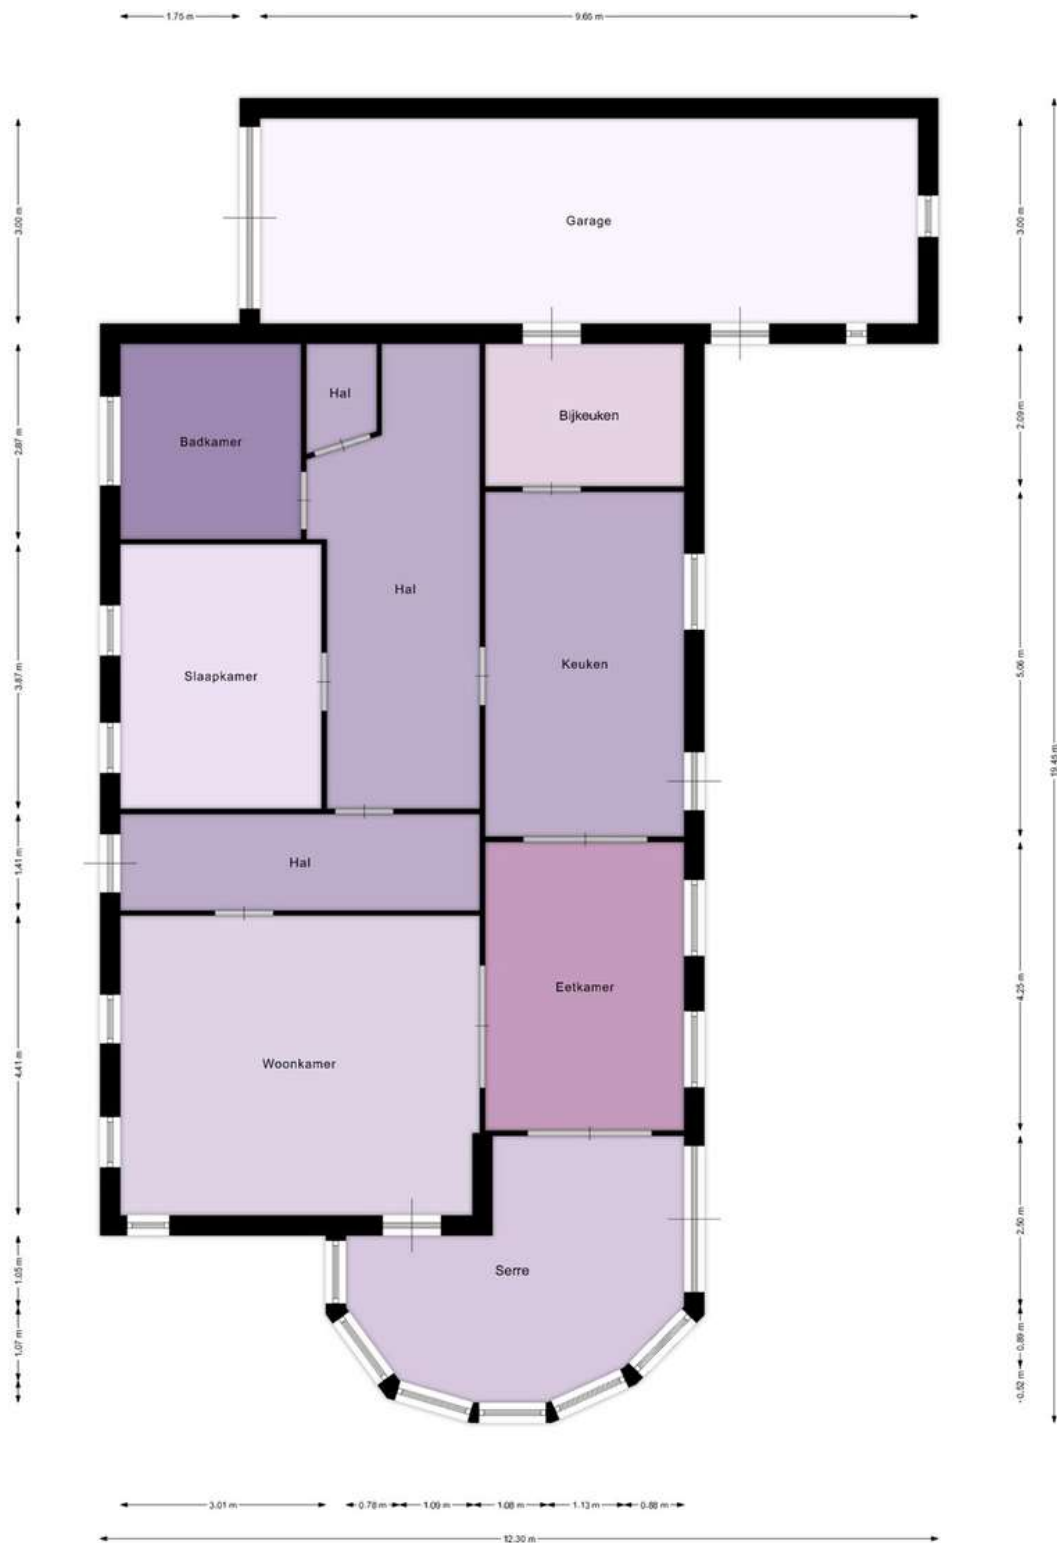 1.75 m
9.65 m
3.00 m
3.00 m
19.45 m
Garage
Hal
Badkamer
Bijkeuken
2.87 m
2.09 m
Hal
Slaapkamer
Keuken
3.87 m
5.06 m
Hal
1.41 m
Woonkamer
Eetkamer
4.41 m
4.25 m
Serre
1.05 m
1.07 m
2.50 m
0.89 m
0.52 m
3.01 m
0.78 m
1.09 m
1.08 m
1.13 m
0.88 m
12.30 m